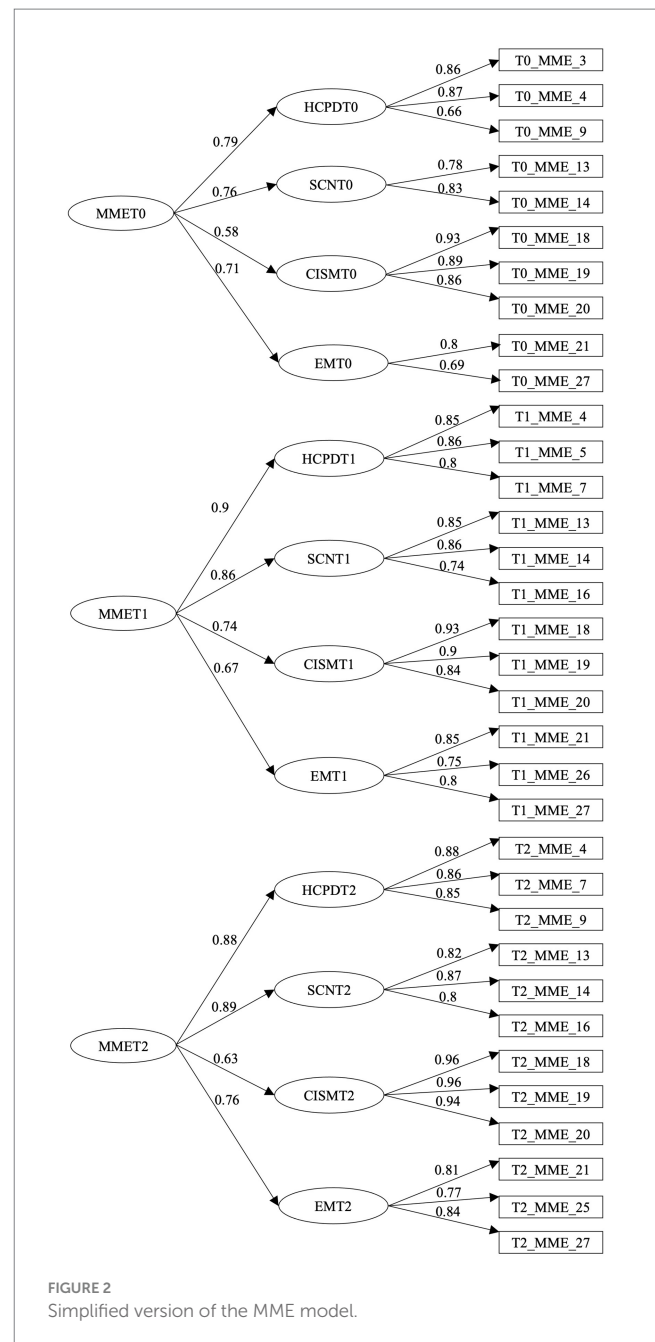 0.86
T0_MME_3
HCPDT0
0.87
T0_MME_4
0.66
T0_MME_9
0.79
0.78
T0_MME_13
SCNT0
0.83
T0_MME_14
0.76
MMET0
0.58
0.93
T0_MME_18
CISMT0
0.89
T0_MME_19
0.71
0.86
T0_MME_20
0.8
T0_MME_21
EMT0
0.69
T0_MME_27
0.85
T1_MME_4
HCPDT1
0.86
T1_MME_5
0.8
T1_MME_7
0.9
0.85
T1_MME_13
SCNT1
0.86
T1_MME_14
0.74
T1_MME_16
0.86
MMET1
0.74
0.93
T1_MME_18
CISMT1
0.9
T1_MME_19
0.84
T1_MME_20
0.67
0.85
T1_MME_21
EMT1
0.75
T1_MME_26
0.8
T1_MME_27
0.88
T2_MME_4
HCPDT2
0.86
T2_MME_7
0.85
T2_MME_9
0.88
0.82
T2_MME_13
SCNT2
0.87
T2_MME_14
0.8
T2_MME_16
0.89
MMET2
0.63
0.96
T2_MME_18
CISMT2
0.96
T2_MME_19
0.94
T2_MME_20
0.76
0.81
T2_MME_21
EMT2
0.77
T2_MME_25
0.84
T2_MME_27
FIGURE 2
Simplified version of the MME model.